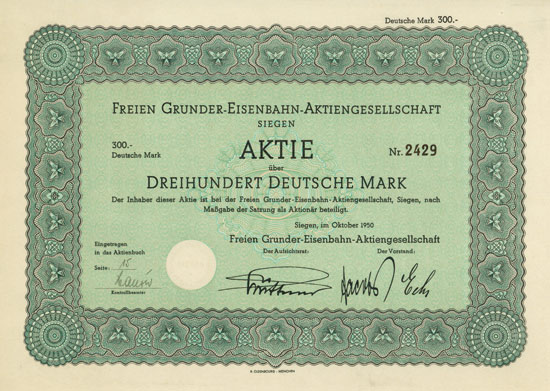 Deutsche Mark 300.-
FREIEN GRUNDER-EISENBAHN-AKTIENGESELLSCHAFT
SIEGEN
300.-
Deutsche Mark
AKTIE
Nr. 2429
über
DREIHUNDERT DEUTSCHE MARK
Der Inhaber dieser Aktie ist bei der Freien Grunder-Eisenbahn-Aktiengesellschaft, Siegen, nach
Maßgabe der Satzung als Aktionär beteiligt.
Siegen, im Oktober 1950
Freien Grunder-Eisenbahn-Aktiengesellschaft
Eingetragen
in das Aktienbuch
Der Aufsichtsrat:
Der Vorstand:
Seite:
Kontrollbeamter
R. OLDENBOURG - MÜNCHEN